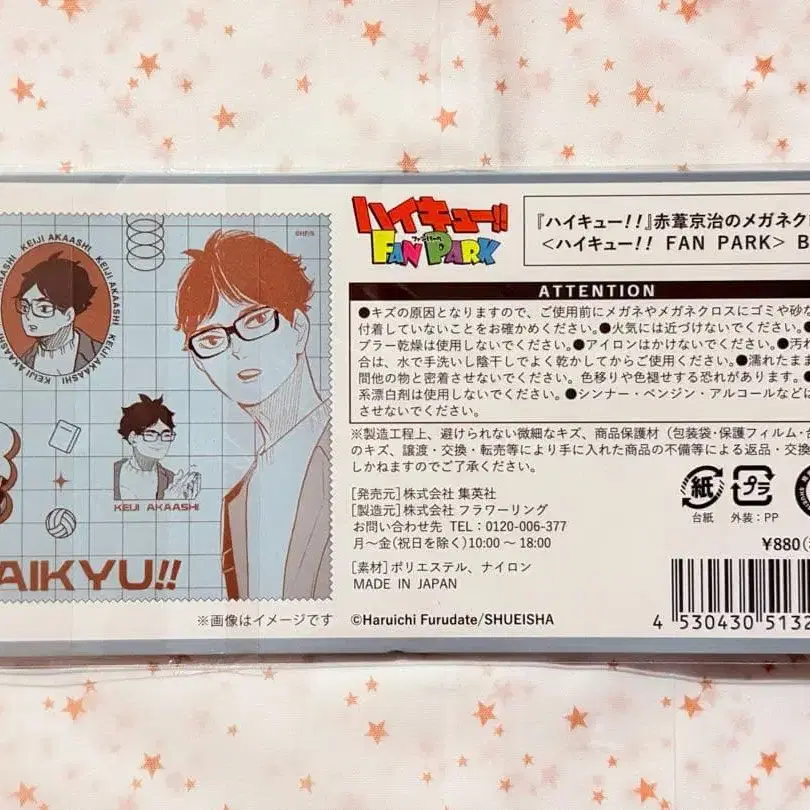 ©HF/S
KEIJI AKAASHI KEIJI AKAASHI KEIJI AKAASHI
KEIJI AKAASHI
AIKYU!!
※画像はイメージです
ハイキュー!!
ファンパーク
FAN PARK
『ハイキュー!!』赤葦京治のメガネクロ
<ハイキュー!! FAN PARK> B
ATTENTION
●キズの原因となりますので、ご使用前にメガネやメガネクロスにゴミや砂な
付着していないことをお確かめください。●火気には近づけないでください。●
ブラー乾燥は使用しないでください。●アイロンはかけないでください。●汚れ
合は、水で手洗いし陰干しでよく乾かしてからご使用ください。●濡れたまま
間他の物と密着させないでください。色移りや色褪せする恐れがあります。●
系漂白剤は使用しないでください。●シンナー・ベンジン・アルコールなどに
させないでください。
※製造工程上、避けられない微細なキズ、商品保護材(包装袋・保護フィルム・台
のキズ、譲渡・交換・転売等により手に入れた商品の不備等による返品・交換
しかねますのでご了承ください。
[発売元]株式会社 集英社
[製造元]株式会社 フラワーリング
お問い合わせ先 TEL:0120-006-377
月〜金(祝日を除く)10:00〜18:00
[素材]ポリエステル、ナイロン
MADE IN JAPAN
©Haruichi Furudate/SHUEISHA
紙
台紙
プラ
外装:PP
¥880(
4 530430 5132